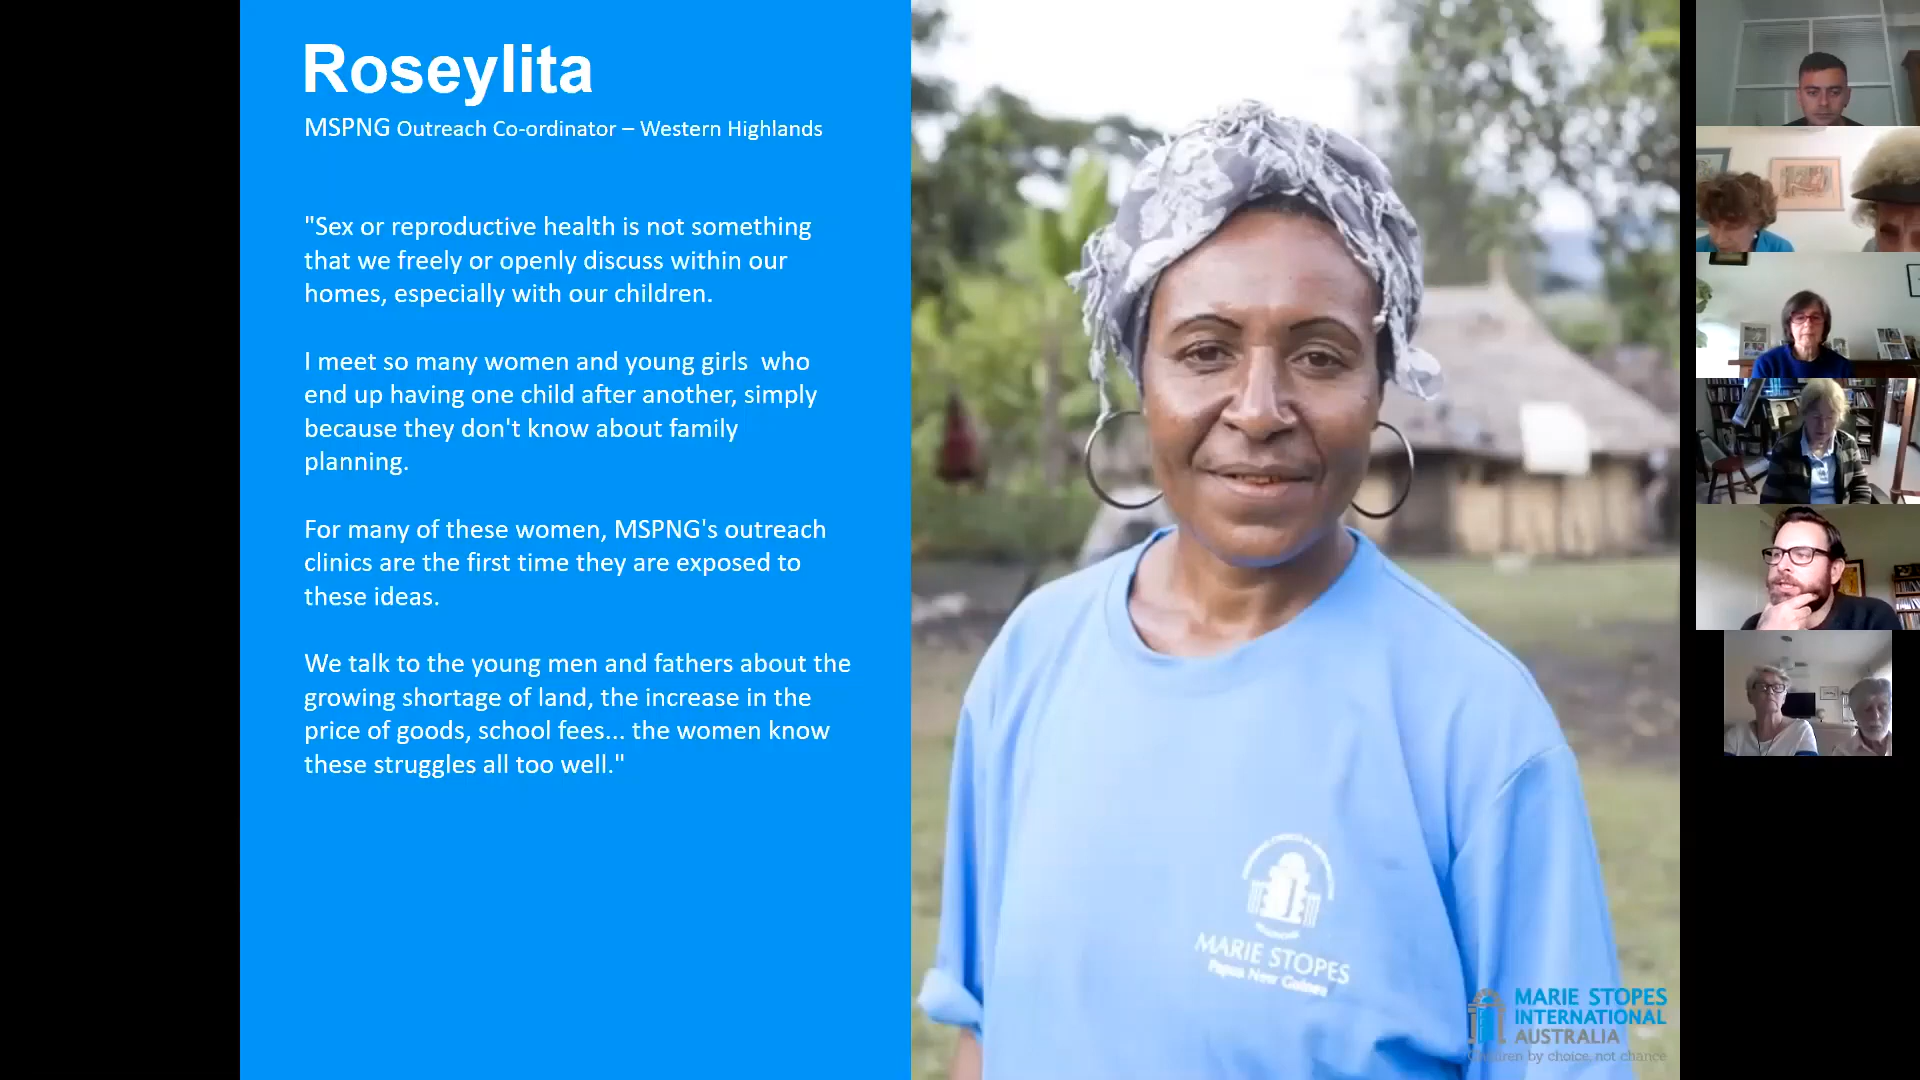 Roseylita
MSPNG Outreach Co-ordinator – Western Highlands
"Sex or reproductive health is not something
that we freely or openly discuss within our
homes, especially with our children.
I meet so many women and young girls  who
end up having one child after another, simply
because they don't know about family
planning.
For many of these women, MSPNG's outreach
clinics are the first time they are exposed to
these ideas.
We talk to the young men and fathers about the
growing shortage of land, the increase in the
price of goods, school fees... the women know
these struggles all too well."
MARIE STOPES
Papua New Guinea
MARIE STOPES
INTERNATIONAL
AUSTRALIA
Children by choice, not chance